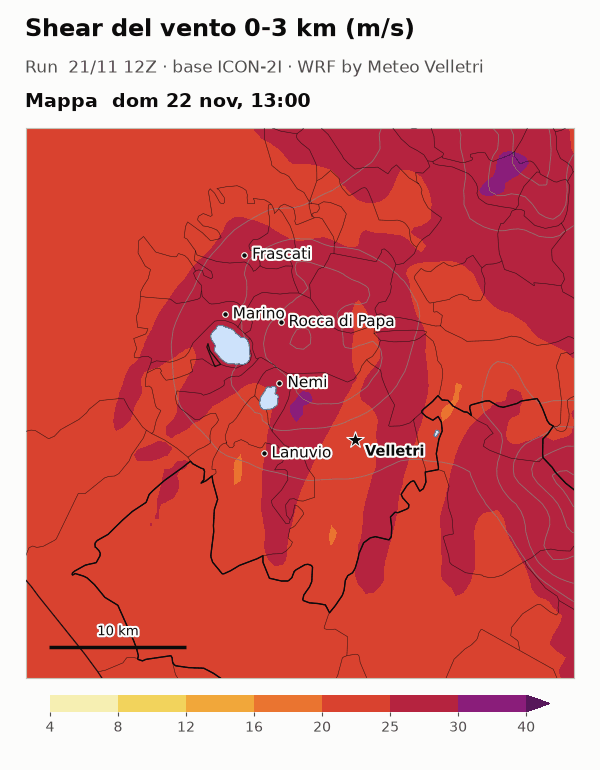 Shear del vento 0-3 km (m/s)
Run  21/11 12Z · base ICON-2I · WRF by Meteo Velletri
Mappa  dom 22 nov, 13:00
Frascati
Marino
Rocca di Papa
Nemi
Velletri
Lanuvio
10 km
4 8 12 16 20 25 30 40